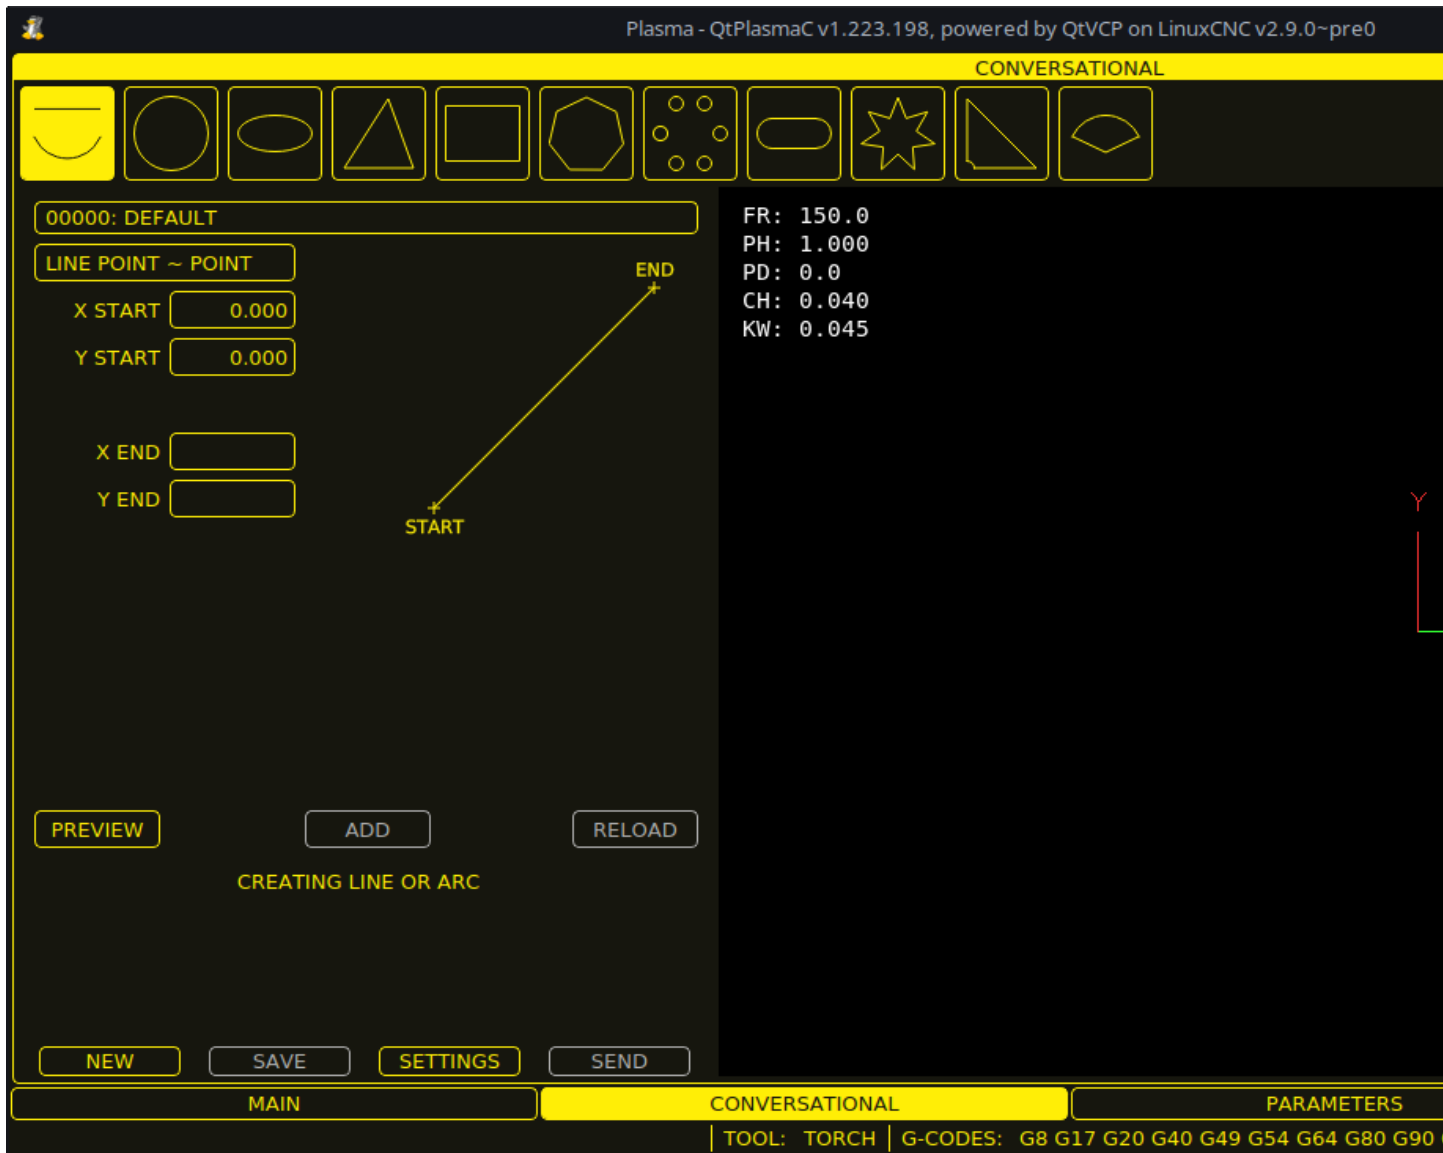 Plasma - QtPlasmaC v1.223.198, powered by QtVCP on LinuxCNC v2.9.0~pre0
CONVERSATIONAL
00000: DEFAULT
LINE POINT ~ POINT
X START 0.000
Y START 0.000
X END
Y END
END
START
FR: 150.0
PH: 1.000
PD: 0.0
CH: 0.040
KW: 0.045
Y
PREVIEW ADD RELOAD
CREATING LINE OR ARC
NEW SAVE SETTINGS SEND
MAIN CONVERSATIONAL PARAMETERS
TOOL: TORCH G-CODES: G8 G17 G20 G40 G49 G54 G64 G80 G90